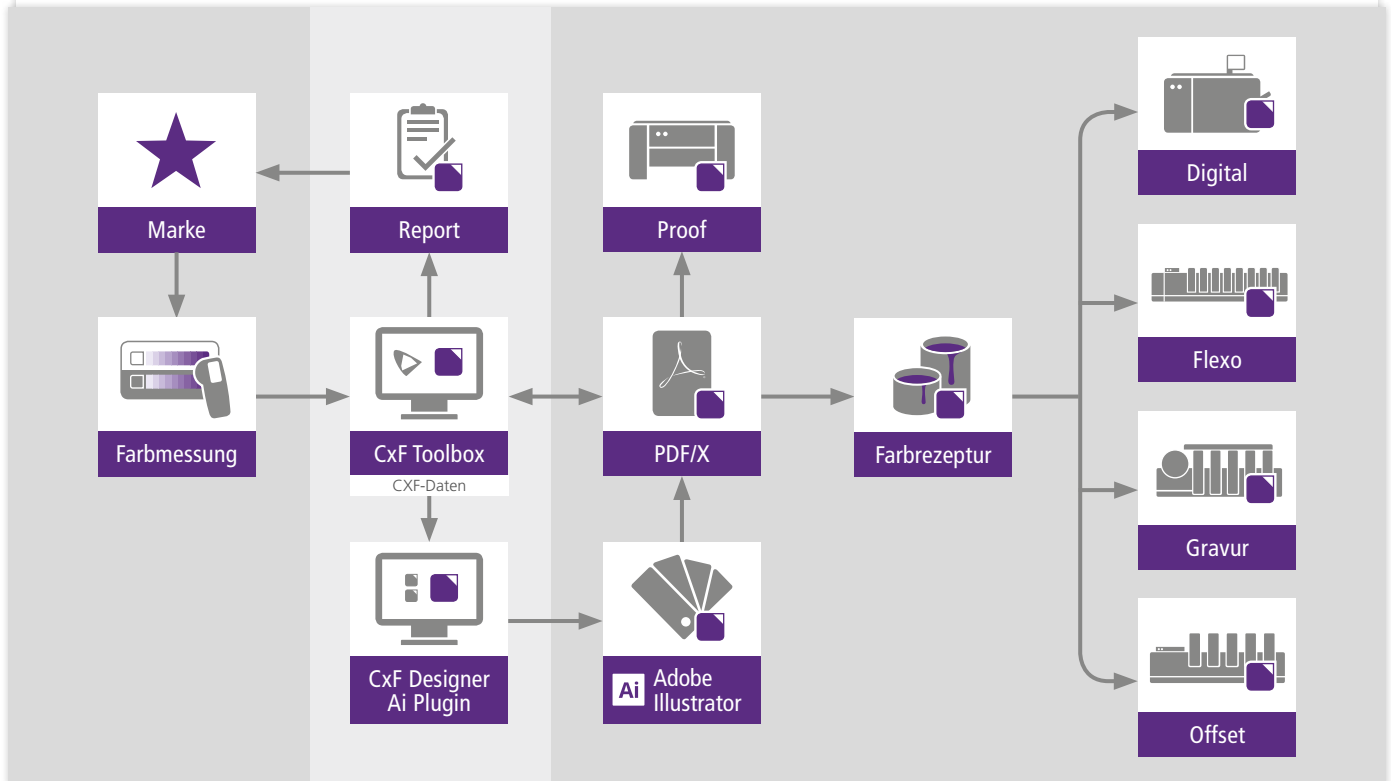 Marke
Report
Proof
Digital
Flexo
Farbmessung
CxF Toolbox
CXF-Daten
PDF/X
Farbrezeptur
Gravur
CxF Designer
Ai Plugin
Ai
Adobe
Illustrator
Offset